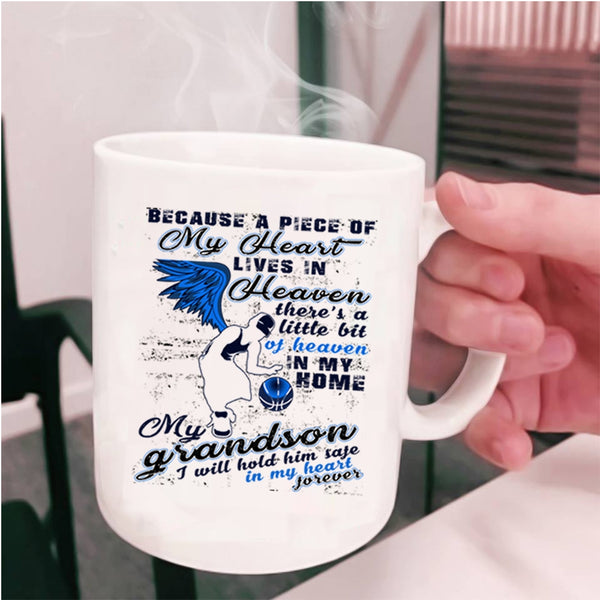 BECAUSE A PIECE OF
My Heart
LIVES IN
Heaven
there's a
little bit
of heaven
IN MY
HOME
My
grandson
I will hold him safe
in my heart
forever